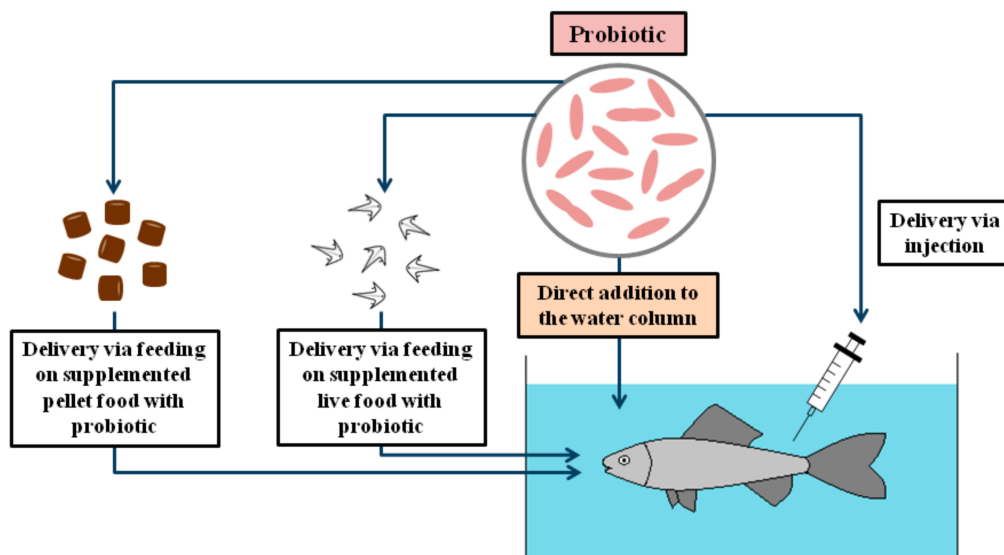 Probiotic
Delivery via
injection
Direct addition to
the water column
Delivery via feeding
on supplemented
pellet food with
probiotic
Delivery via feeding
on supplemented
live food with
probiotic